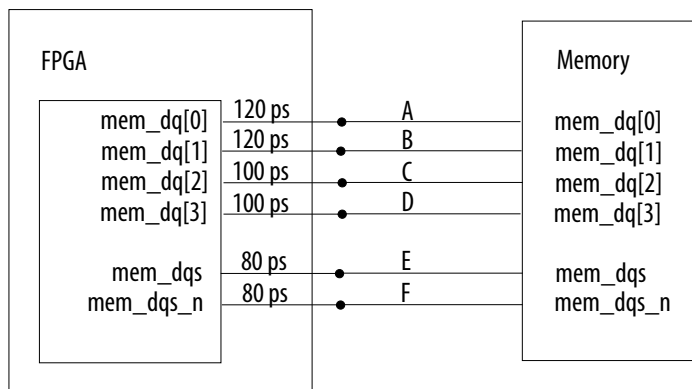 FPGA
Memory
mem_dq[0] 120 ps A mem_dq[0]
mem_dq[1] 120 ps B mem_dq[1]
mem_dq[2] 100 ps C mem_dq[2]
mem_dq[3] 100 ps D mem_dq[3]
mem_dqs 80 ps E mem_dqs
mem_dqs_n 80 ps F mem_dqs_n